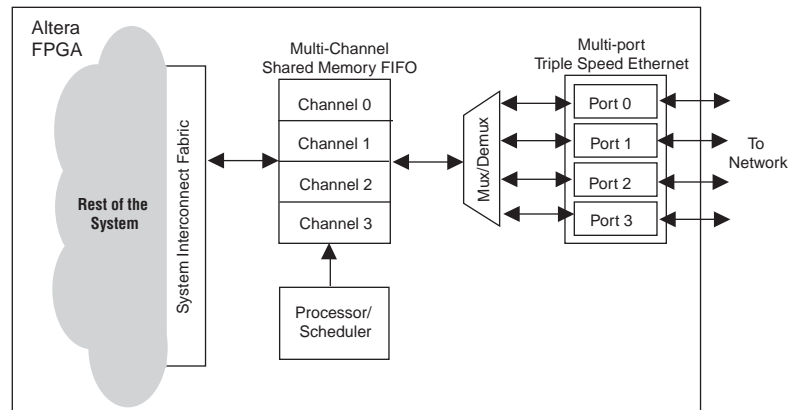 Altera
FPGA
Multi-Channel
Shared Memory FIFO
Multi-port
Triple Speed Ethernet
Rest of the
System
System Interconnect Fabric
Channel 0
Channel 1
Channel 2
Channel 3
Mux/Demux
Port 0
Port 1
Port 2
Port 3
To
Network
Processor/
Scheduler